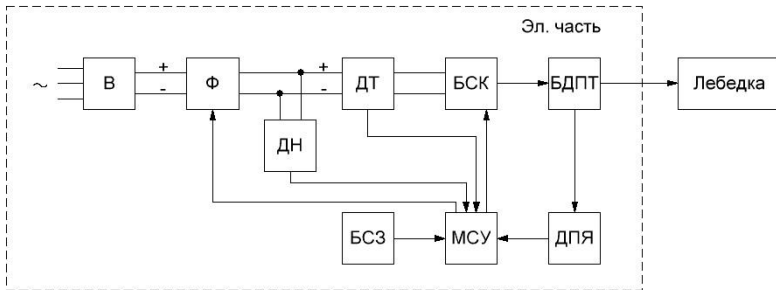 Эл. часть
~
В
+
-
Ф
+
-
ДТ
БСК
БДПТ
Лебедка
ДН
БСЗ
МСУ
ДПЯ